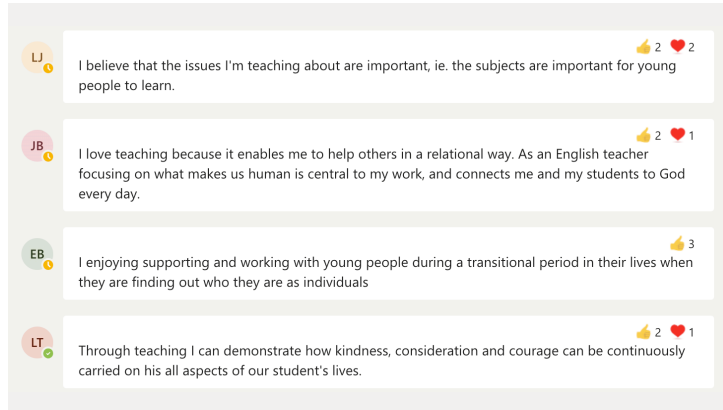 LJ
2 2
I believe that the issues I'm teaching about are important, ie. the subjects are important for young
people to learn.
JB
2 1
I love teaching because it enables me to help others in a relational way. As an English teacher
focusing on what makes us human is central to my work, and connects me and my students to God
every day.
EB
3
I enjoying supporting and working with young people during a transitional period in their lives when
they are finding out who they are as individuals
LT
2 1
Through teaching I can demonstrate how kindness, consideration and courage can be continuously
carried on his all aspects of our student's lives.